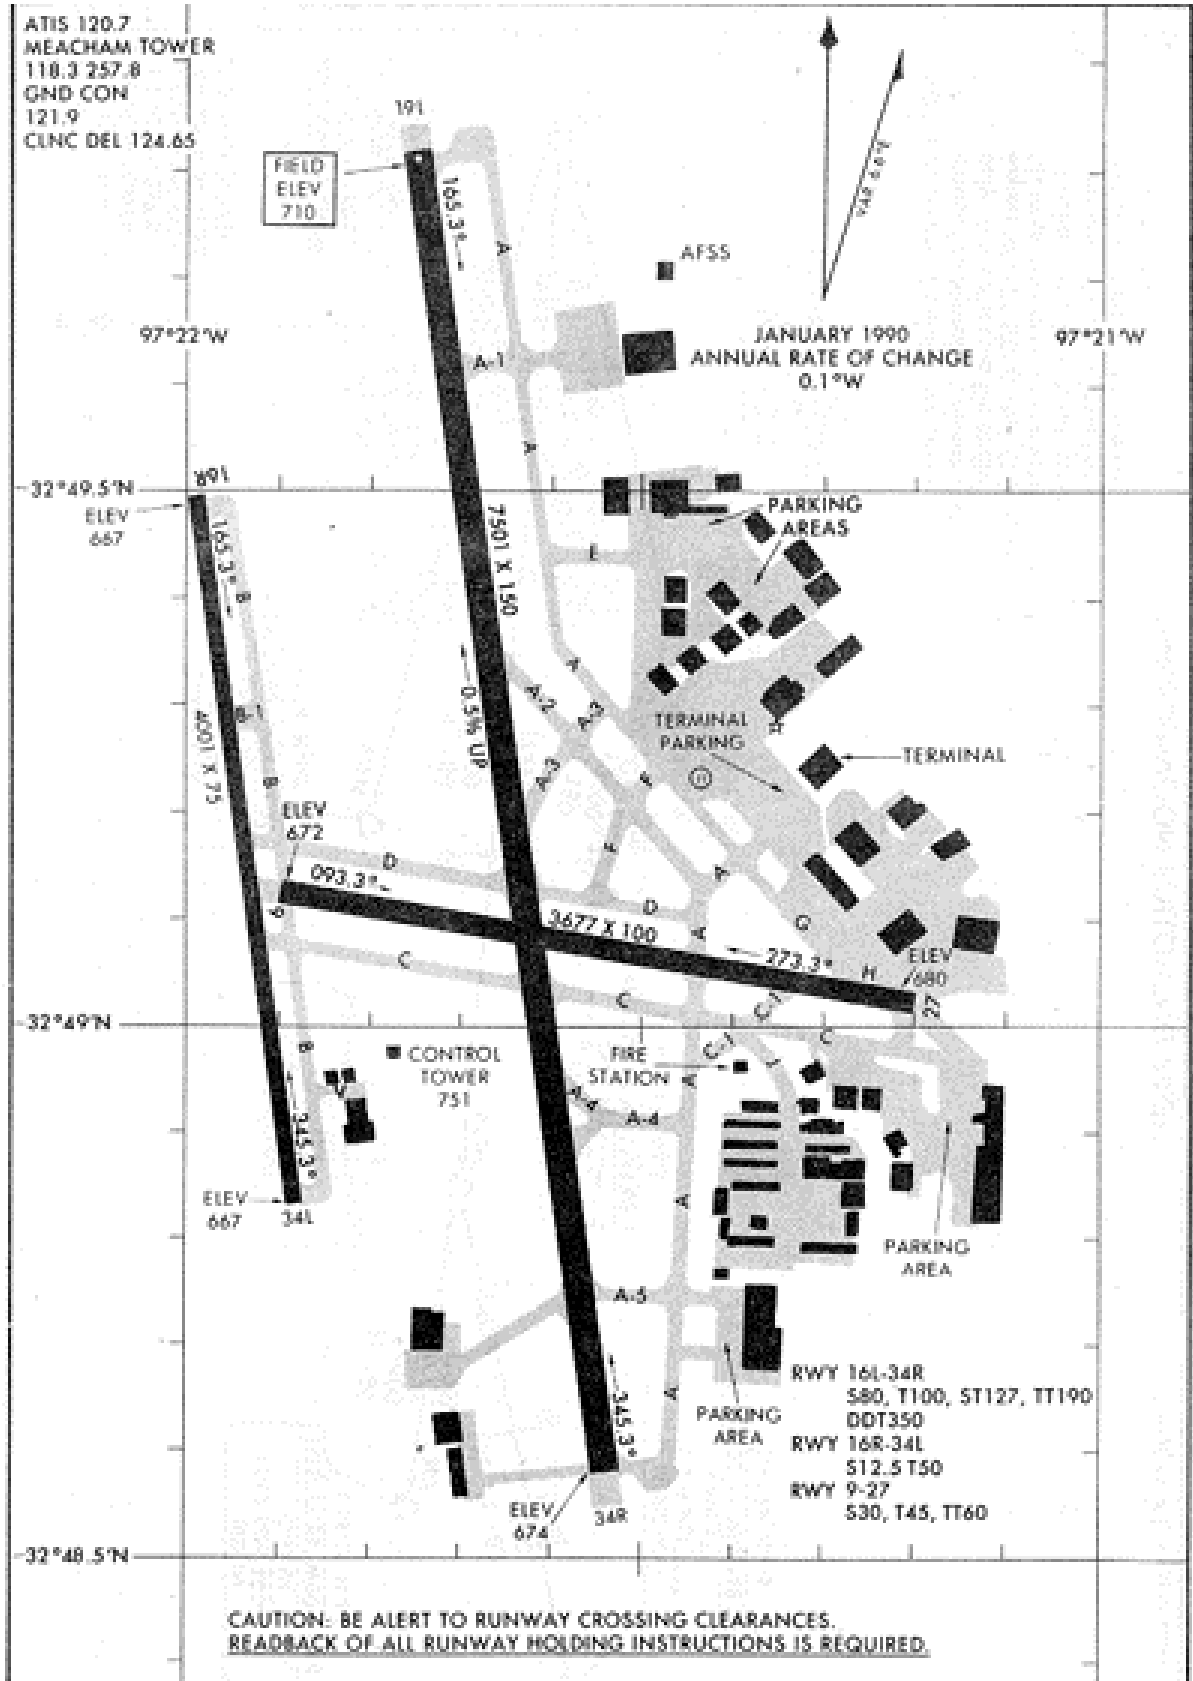 ATIS 120.7
MEACHAM TOWER
118.3 257.8
GND CON
121.9
CLNC DEL 124.65
16L
FIELD
ELEV
710
165.3°
A
VAR 6.6°E
AFSS
97°22'W
JANUARY 1990
ANNUAL RATE OF CHANGE
0.1°W
97°21'W
A-1
A
16R
32°49.5'N
ELEV
667
PARKING
AREAS
165.3°
B
7501 X 150
E
A
A-2
A-3
0.5% UP
B-1
4001 X 75
TERMINAL
PARKING
TERMINAL
A-3
F
H
B
ELEV
672
D
F
A
093.3°
9
D
3677 X 100
G
A
273.3°
H
ELEV
680
27
C
C
C-1
C
32°49'N
B
CONTROL
TOWER
751
FIRE
STATION
C-1
A
A-4
A-4
345.3°
ELEV
667
34L
A
PARKING
AREA
A-5
345.3°
A
PARKING
AREA
RWY 16L-34R
S80, T100, ST127, TT190
DDT350
RWY 16R-34L
S12.5 T50
RWY 9-27
S30, T45, TT60
ELEV
674
34R
32°48.5'N
CAUTION: BE ALERT TO RUNWAY CROSSING CLEARANCES.
READBACK OF ALL RUNWAY HOLDING INSTRUCTIONS IS REQUIRED.